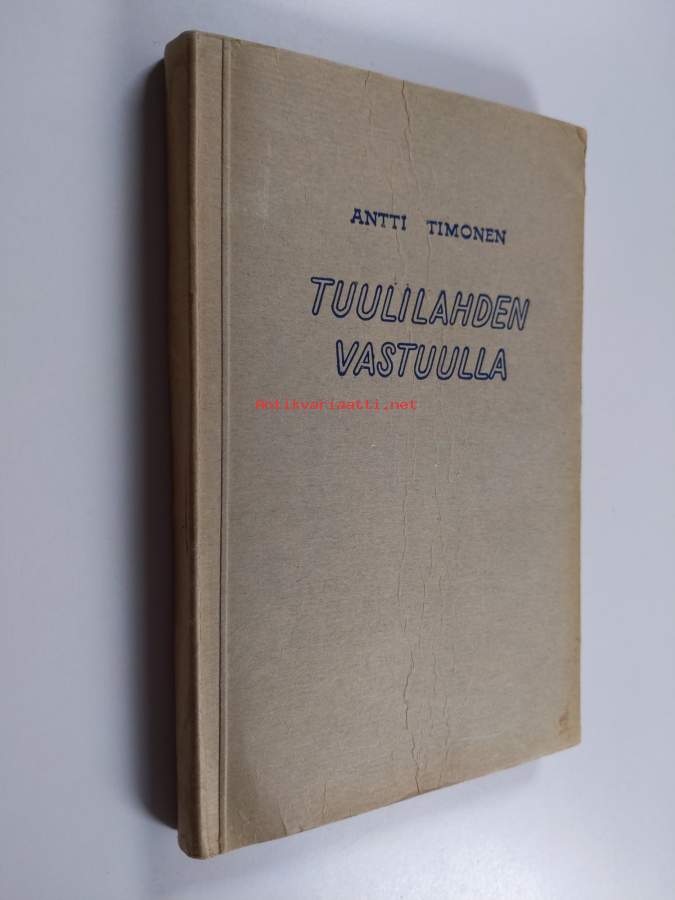 ANTTI TIMONEN
TUULILAHDEN
VASTUULLA
Antikvariaatti.net